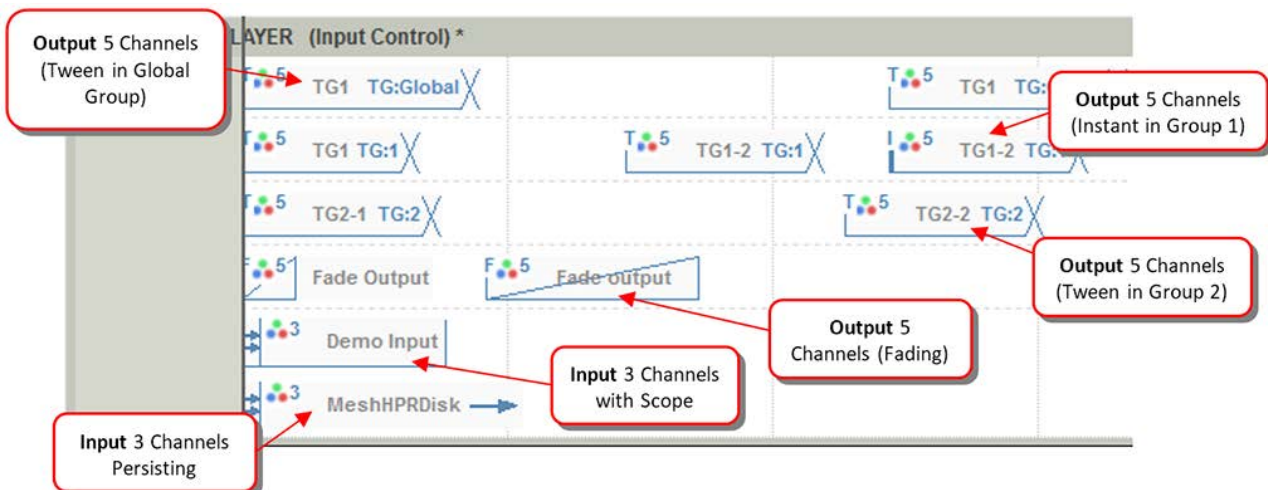 LAYER (Input Control) *
Output 5 Channels
(Tween in Global
Group)
T 5 TG1 TG:Global
T 5 TG1 TG:
Output 5 Channels
(Instant in Group 1)
T 5 TG1 TG:1
T 5 TG1-2 TG:1
I 5 TG1-2 TG:
T 5 TG2-1 TG:2
T 5 TG2-2 TG:2
Output 5 Channels
(Tween in Group 2)
F 5 Fade Output
F 5 Fade output
Output 5
Channels (Fading)
3 Demo Input
Input 3 Channels
with Scope
3 MeshHPRDisk
Input 3 Channels
Persisting